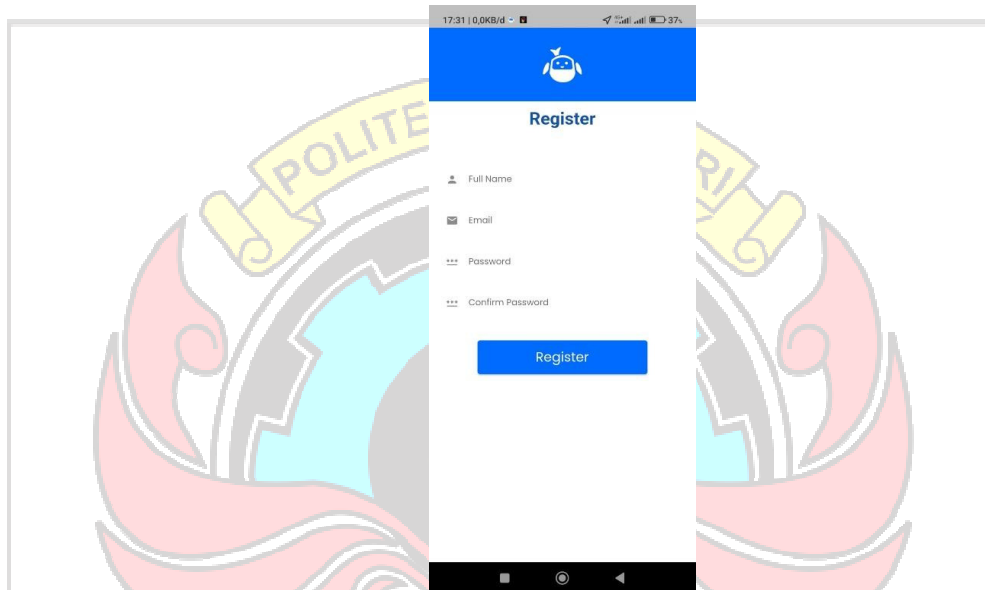 17:31 | 0,0KB/d 37%
POLITE
RI
Register
Full Name
Email
Password
Confirm Password
Register